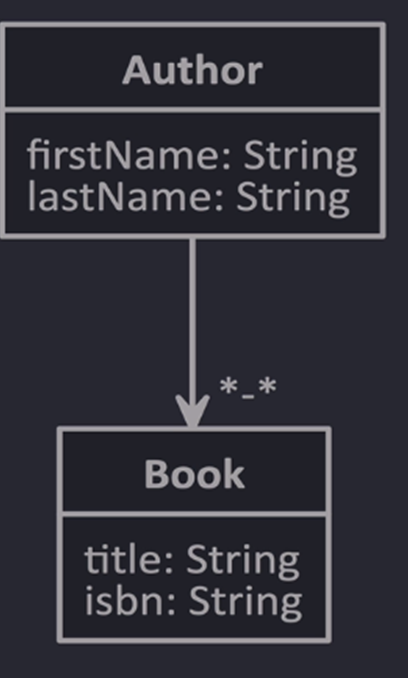 Author
firstName: String
lastName: String
*-*
Book
title: String
isbn: String